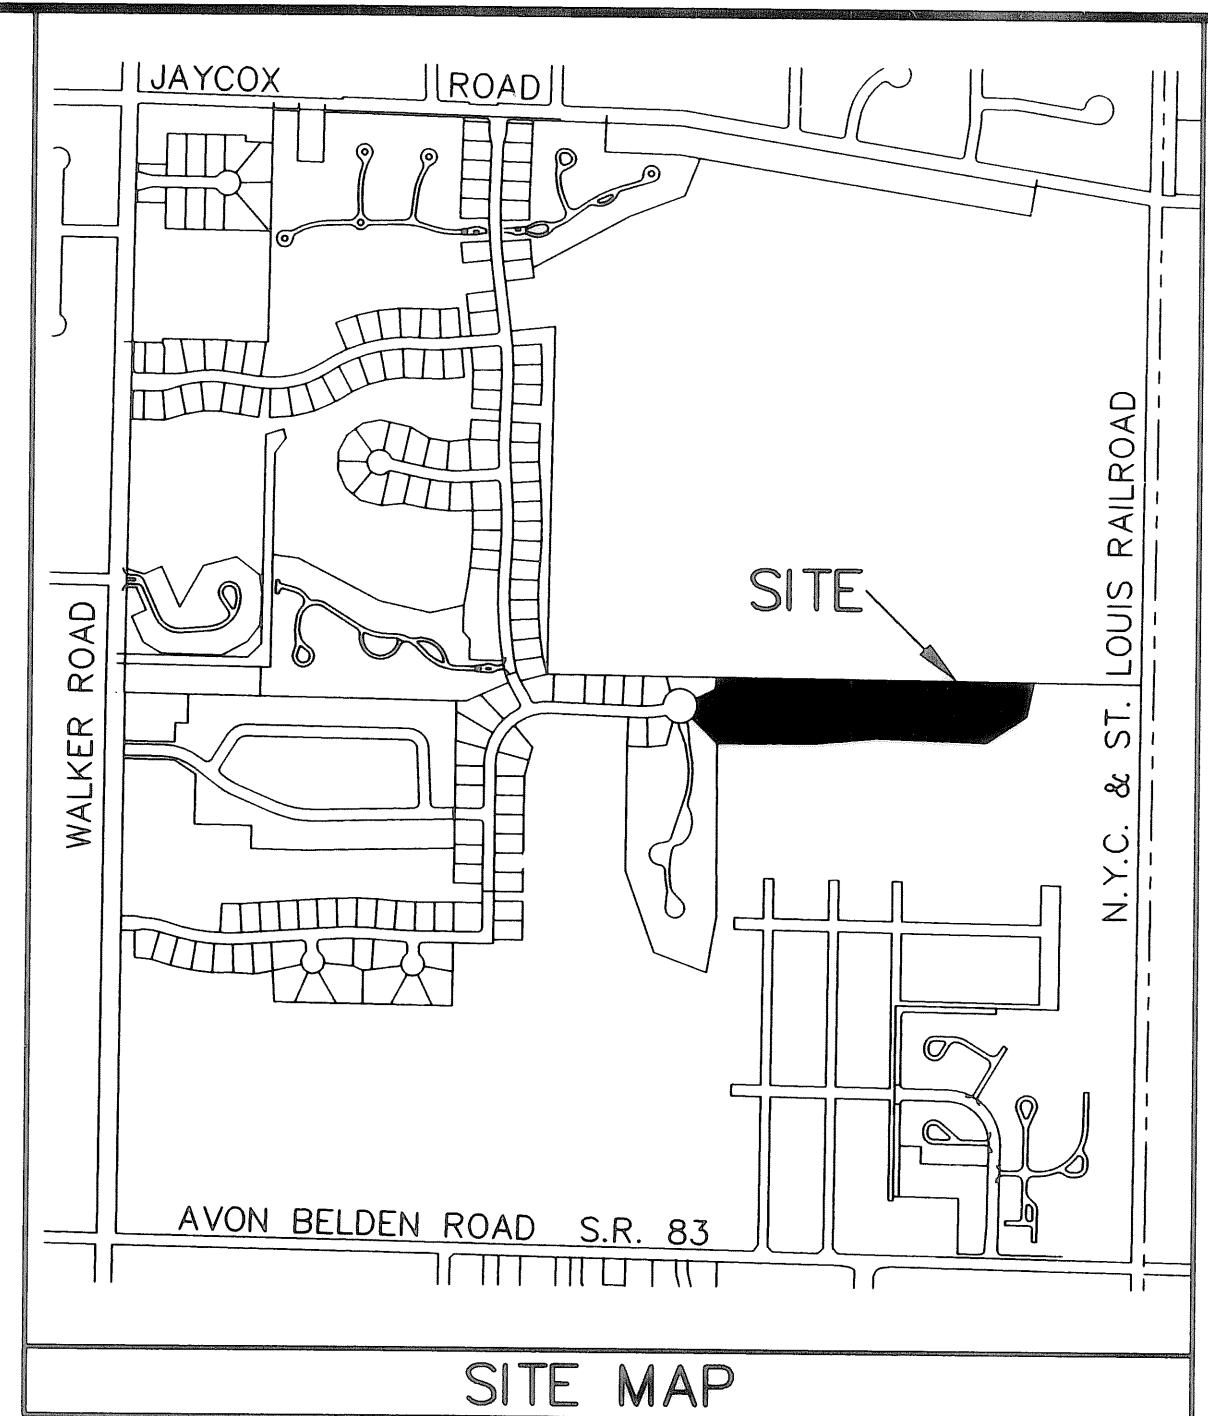 JAYCOX ROAD
SITE
WALKER ROAD
N.Y.C. & ST. LOUIS RAILROAD
AVON BELDEN ROAD S.R. 83
SITE MAP